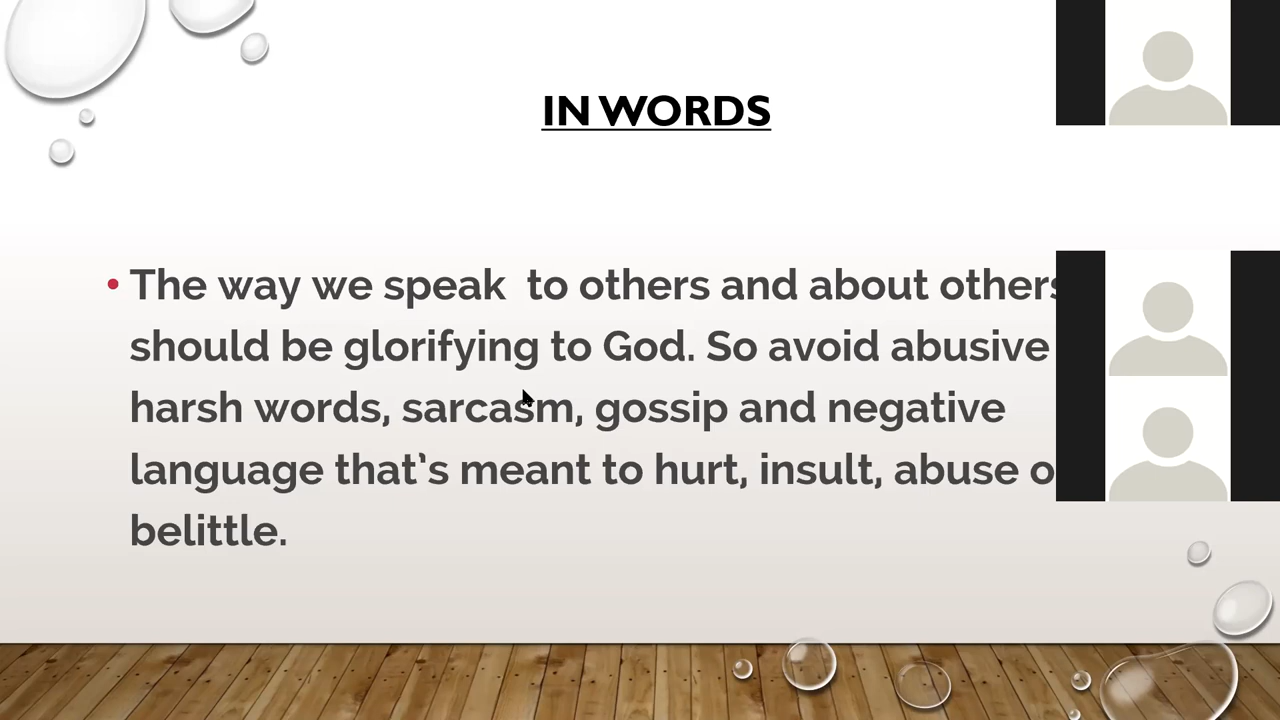 IN WORDS
• The way we speak to others and about others
should be glorifying to God. So avoid abusive
harsh words, sarcasm, gossip and negative
language that’s meant to hurt, insult, abuse
belittle.